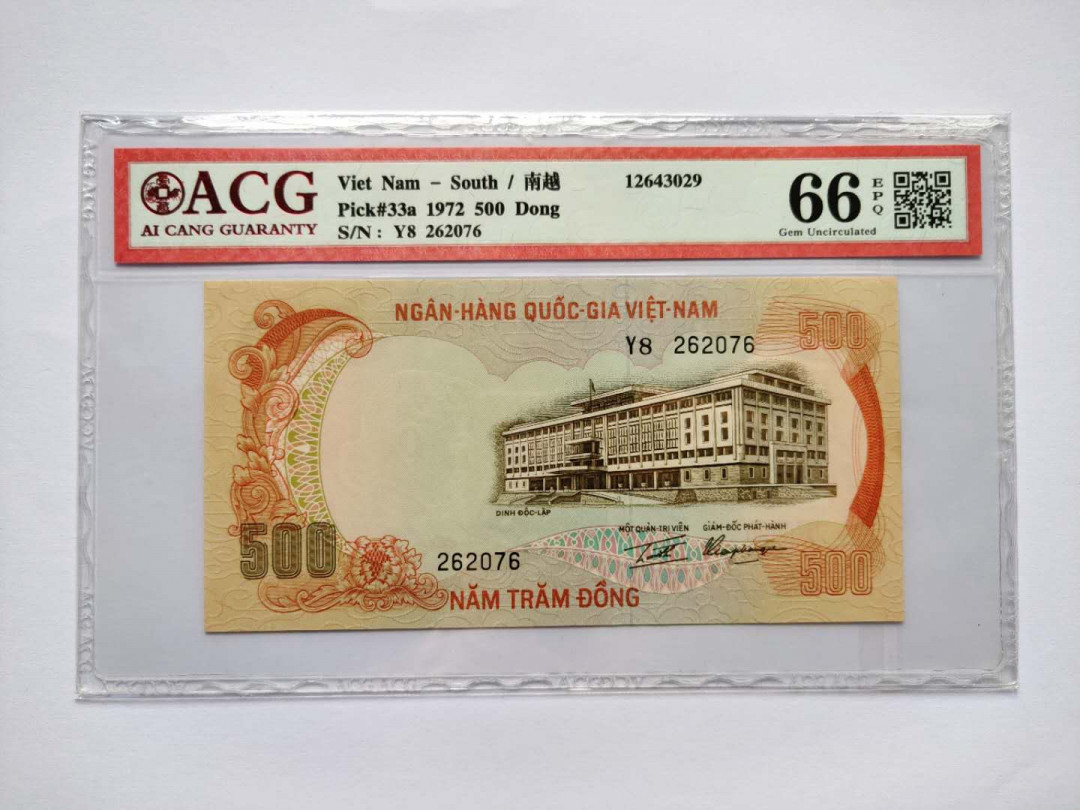 ACG
AI CANG GUARANTY
Viet Nam - South / 南越
Pick#33a 1972 500 Dong
S/N: Y8 262076
12643029
66
EPQ
Gem Uncirculated
NGÂN-HÀNG QUỐC-GIA VIỆT-NAM
500
Y8 262076
DINH ĐỘC-LẬP
MỘT QUẢN-TRỊ VIÊN GIÁM-ĐỐC PHÁT-HÀNH
500
262076
500
NĂM TRĂM ĐỒNG